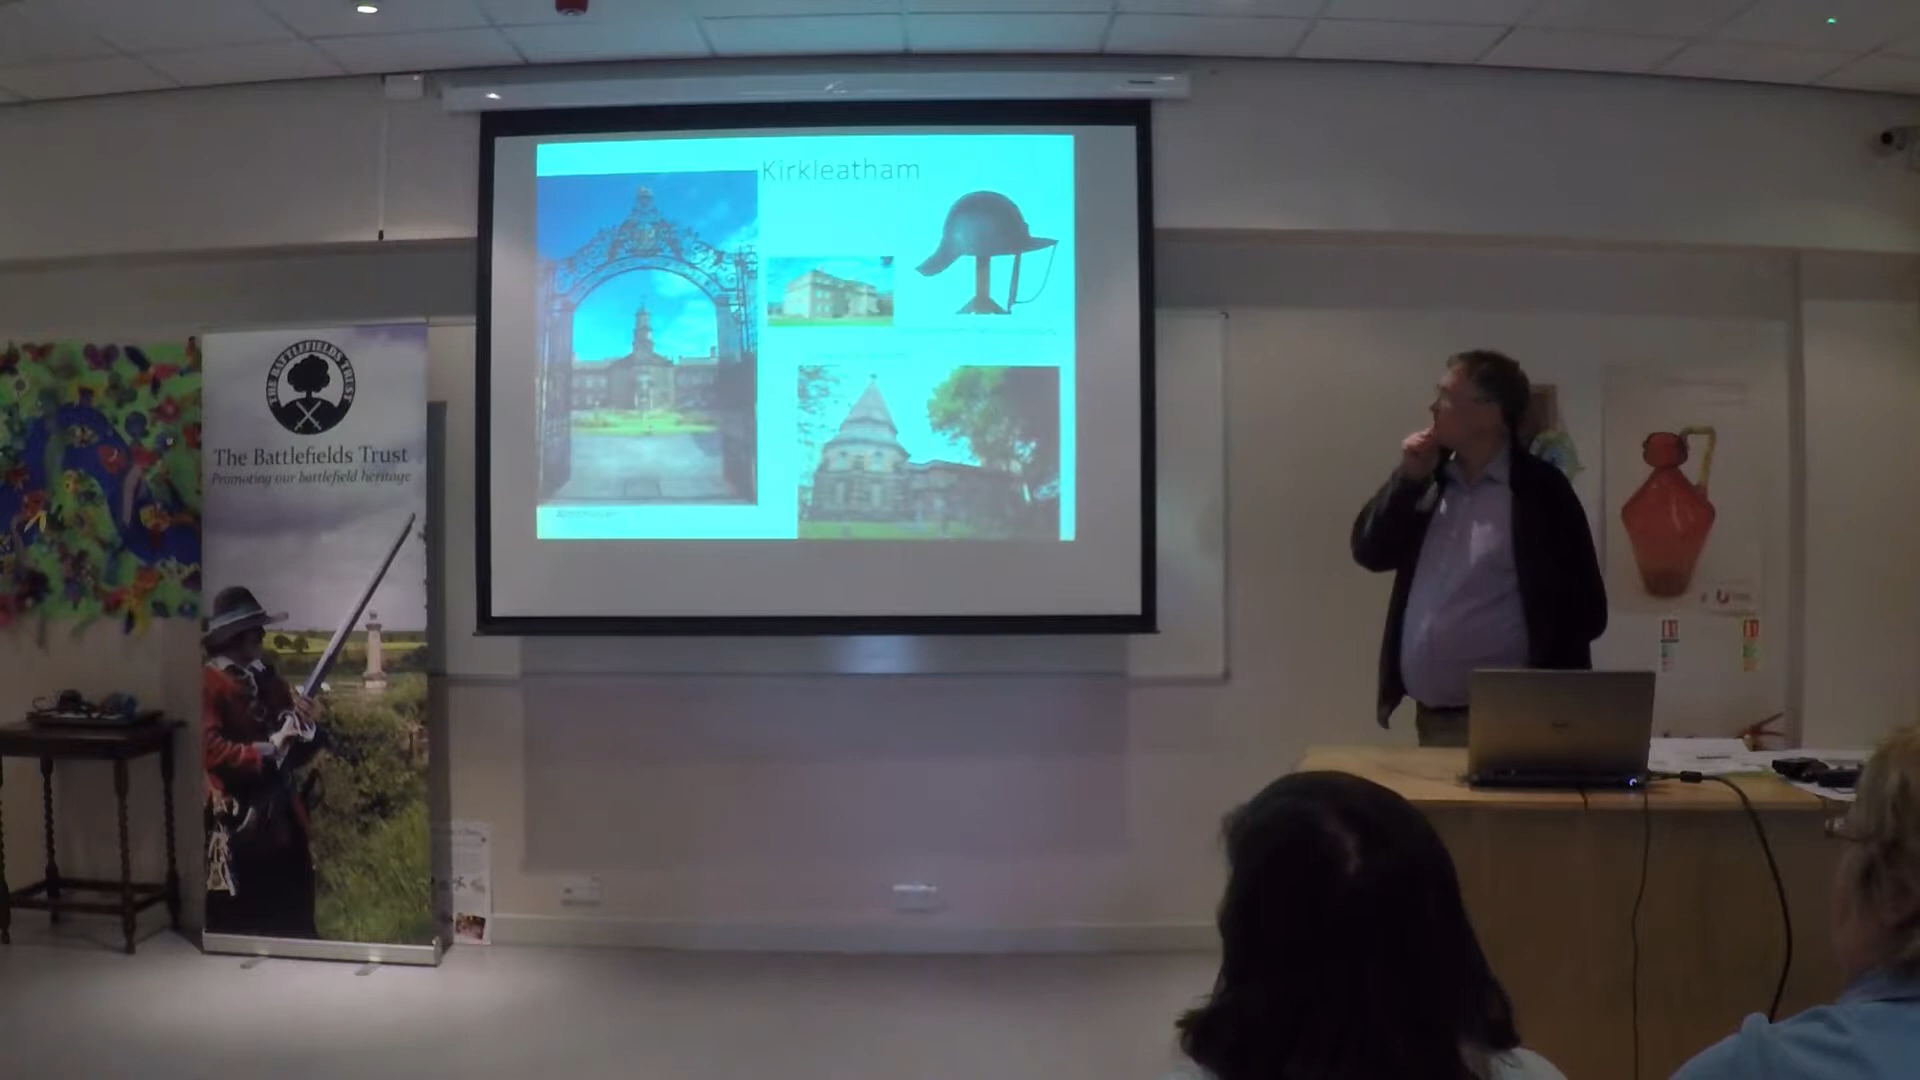 Kirkleatham
THE BATTLEFIELDS TRUST
The Battlefields Trust
Promoting our battlefield heritage